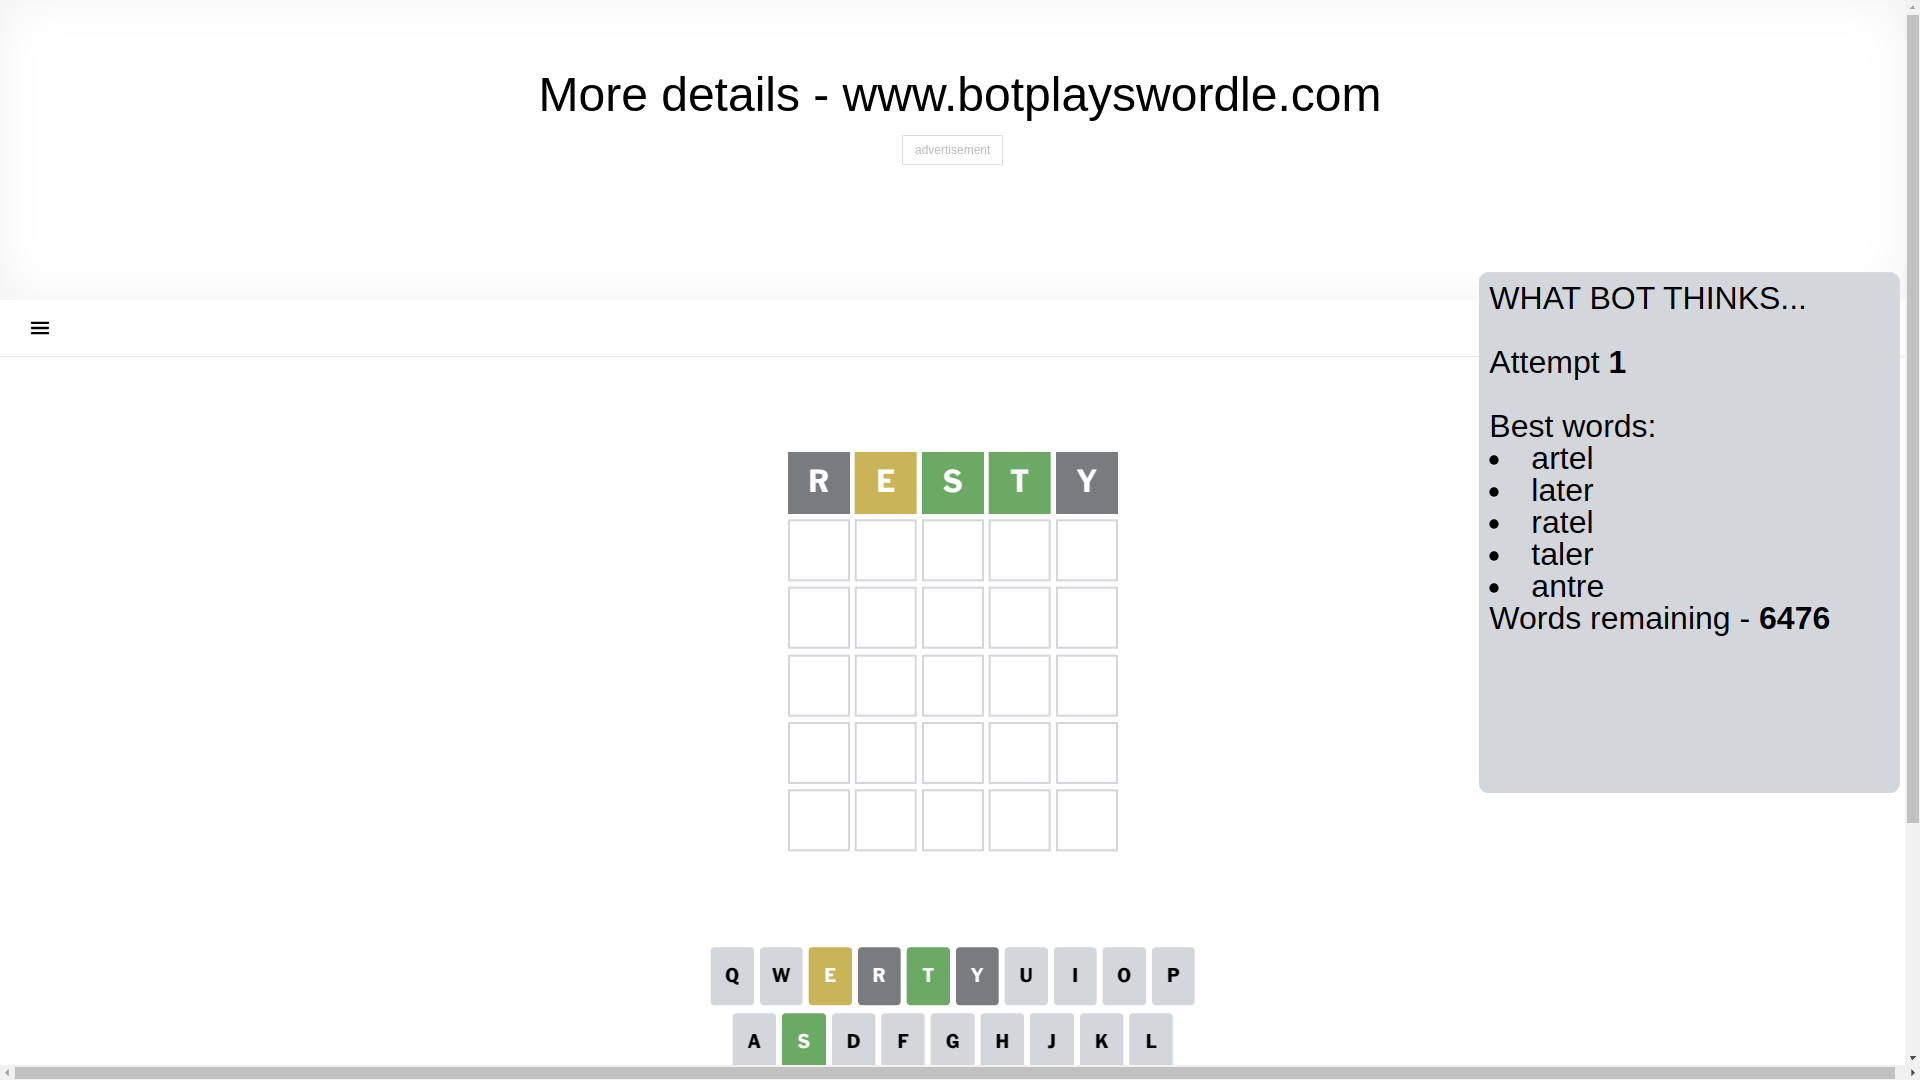 More details - www.botplayswordle.com
advertisement
WHAT BOT THINKS...
Attempt 1
Best words:
artel
later
ratel
taler
antre
Words remaining - 6476
R E S T Y
Q W E R T Y U I O P
A S D F G H J K L